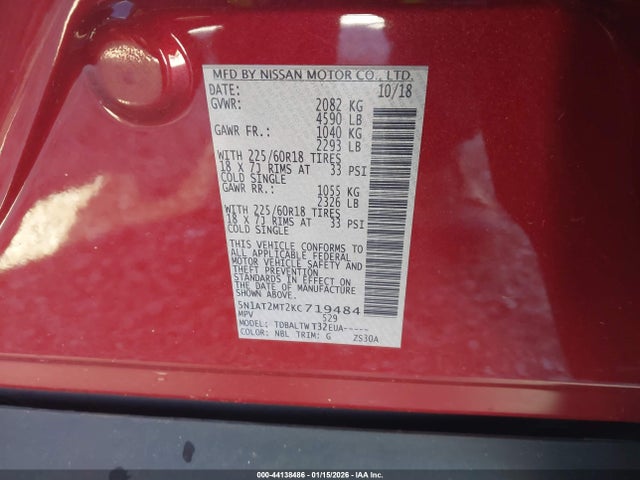 MFD BY NISSAN MOTOR CO., LTD.
DATE: 10/18
GVWR: 2082 KG
4590 LB
GAWR FR.: 1040 KG
2293 LB
WITH 225/60R18 TIRES
18 X 7J RIMS AT 33 PSI
COLD SINGLE
GAWR RR.: 1055 KG
2326 LB
WITH 225/60R18 TIRES
18 X 7J RIMS AT 33 PSI
COLD SINGLE
THIS VEHICLE CONFORMS TO
ALL APPLICABLE FEDERAL
MOTOR VEHICLE SAFETY AND
THEFT PREVENTION
STANDARDS IN EFFECT ON
THE DATE OF MANUFACTURE
SHOWN ABOVE.
5N1AT2MT2KC719484
MPV 529
MODEL: TDBALTWT32EUA-----
COLOR: NBL TRIM: G ZS30A
000-44138486 - 01/15/2026 - IAA Inc.